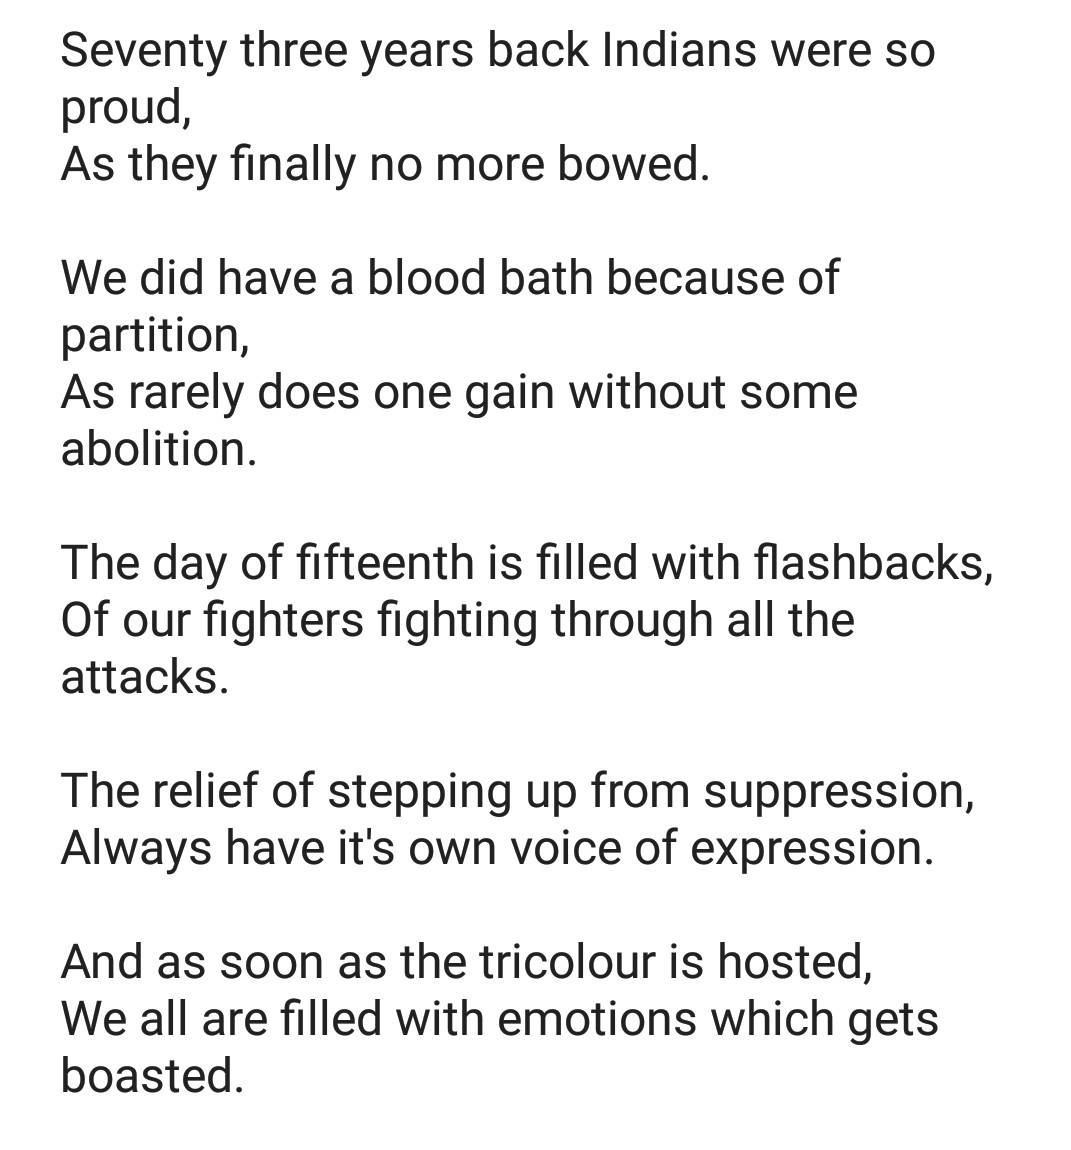 Seventy three years back Indians were so
proud,
As they finally no more bowed.
We did have a blood bath because of
partition,
As rarely does one gain without some
abolition.
The day of fifteenth is filled with flashbacks,
Of our fighters fighting through all the
attacks.
The relief of stepping up from suppression,
Always have it's own voice of expression.
And as soon as the tricolour is hosted,
We all are filled with emotions which gets
boasted.